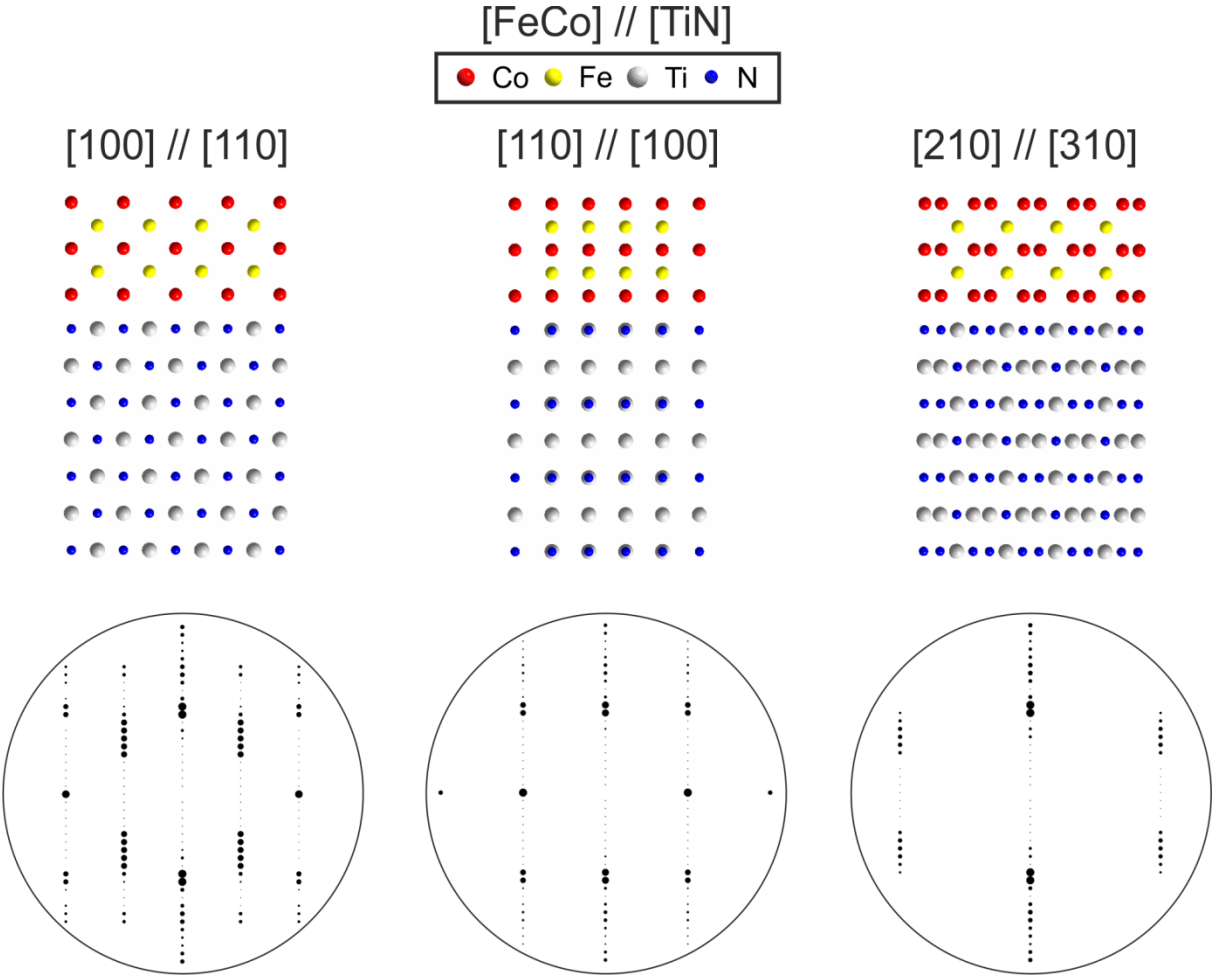 [FeCo] // [TiN]
Co Fe Ti N
[100] // [110]
[110] // [100]
[210] // [310]